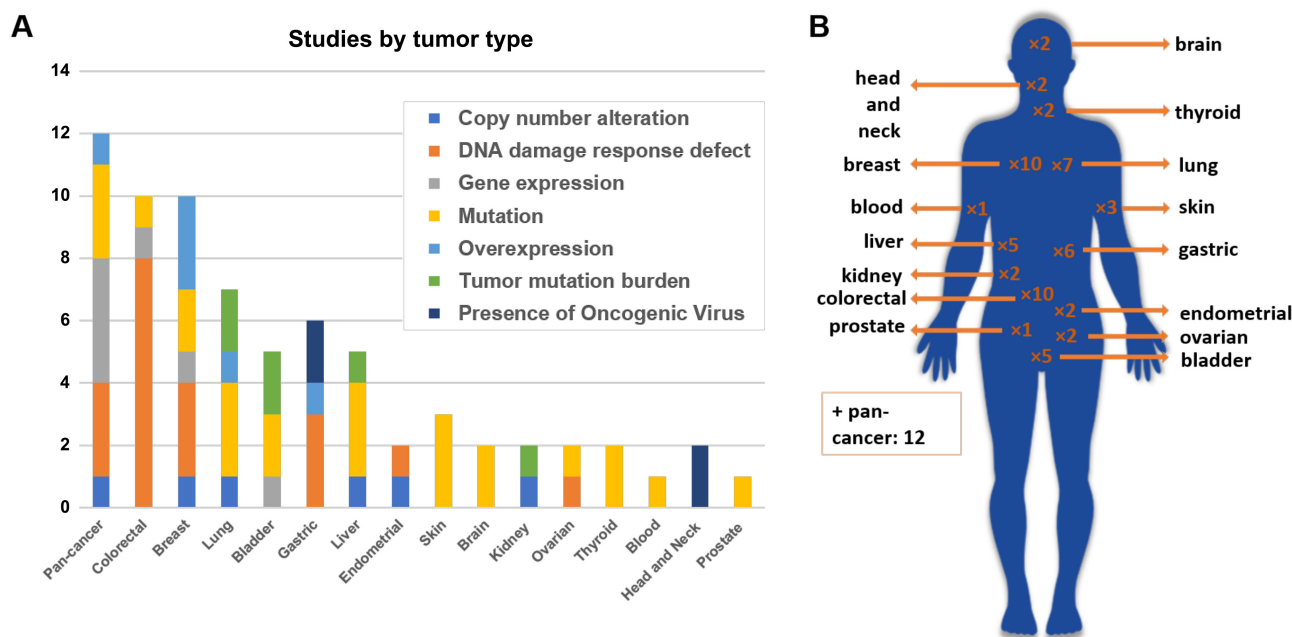 A
Studies by tumor type
14
12
10
8
6
4
2
0
Copy number alteration
DNA damage response defect
Gene expression
Mutation
Overexpression
Tumor mutation burden
Presence of Oncogenic Virus
Pan-cancer
Colorectal
Breast
Lung
Bladder
Gastric
Liver
Endometrial
Skin
Brain
Kidney
Ovarian
Thyroid
Blood
Head and Neck
Prostate
B
×2 brain
head
and
neck
×2
×2 thyroid
breast ×10 ×7 lung
blood ×1 ×3 skin
liver ×5 ×6 gastric
kidney ×2
colorectal ×10
×2 endometrial
prostate ×1 ×2 ovarian
×5 bladder
+ pan-
cancer: 12